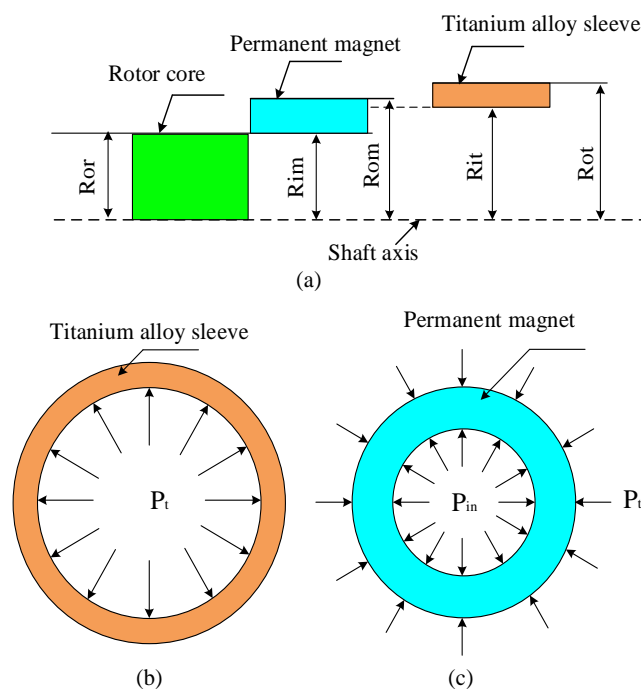 Titanium alloy sleeve
Permanent magnet
Rotor core
Ror
Rim
Rom
Rit
Rot
Shaft axis
(a)
Titanium alloy sleeve
Permanent magnet
Pt
Pin
Pt
(b)
(c)